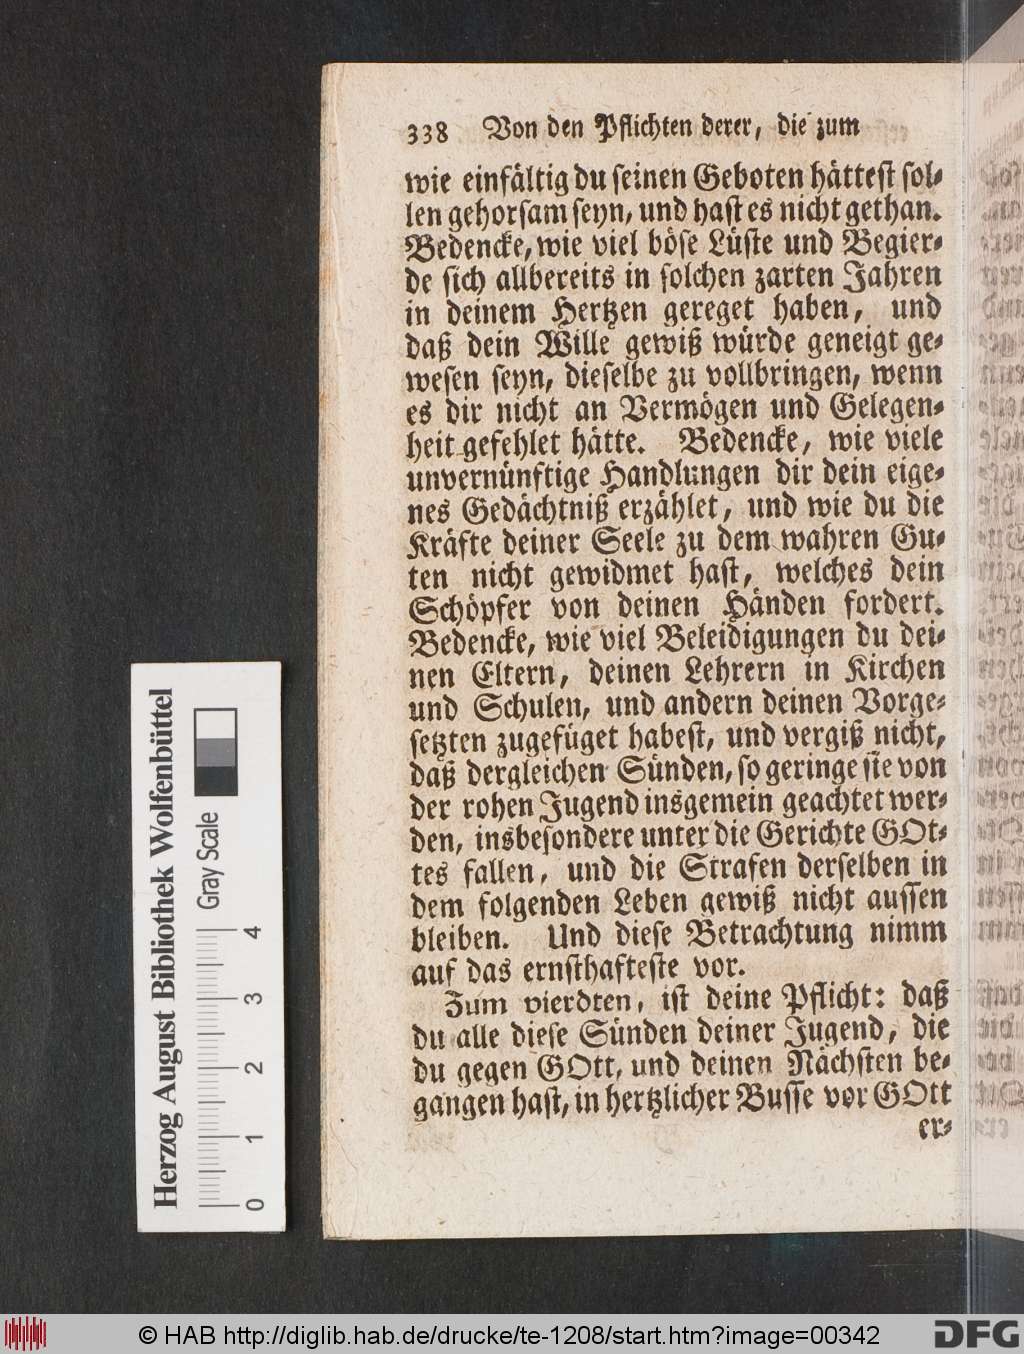 338 Von den Pflichten derer, die zum
wie einfältig du seinen Geboten hättest sol-
len gehorsam seyn, und hast es nicht gethan.
Bedencke, wie viel böse Lüste und Begier-
de sich allbereits in solchen zarten Jahren
in deinem Hertzen gereget haben, und
daß dein Wille gewiß würde geneigt ge-
wesen seyn, dieselbe zu vollbringen, wenn
es dir nicht an Vermögen und Gelegen-
heit gefehlet hätte. Bedencke, wie viele
unvernünftige Handlungen dir dein eige-
nes Gedächtniß erzählet, und wie du die
Kräfte deiner Seele zu dem wahren Gu-
ten nicht gewidmet hast, welches dein
Schöpfer von deinen Händen fordert.
Bedencke, wie viel Beleidigungen du dei-
nen Eltern, deinen Lehrern in Kirchen
und Schulen, und andern deinen Vorge-
setzten zugefüget habest, und vergiß nicht,
daß dergleichen Sünden, so geringe sie von
der rohen Jugend insgemein geachtet wer-
den, insbesondere unter die Gerichte GOt-
tes fallen, und die Strafen derselben in
dem folgenden Leben gewiß nicht aussen
bleiben. Und diese Betrachtung nimm
auf das ernsthafteste vor.
Zum vierdten, ist deine Pflicht: daß
du alle diese Sünden deiner Jugend, die
du gegen GOtt, und deinen Nächsten be-
gangen hast, in hertzlicher Busse vor GOtt
er-
Herzog August Bibliothek Wolfenbüttel
Gray Scale
0 1 2 3 4
© HAB http://diglib.hab.de/drucke/te-1208/start.htm?image=00342
DFG